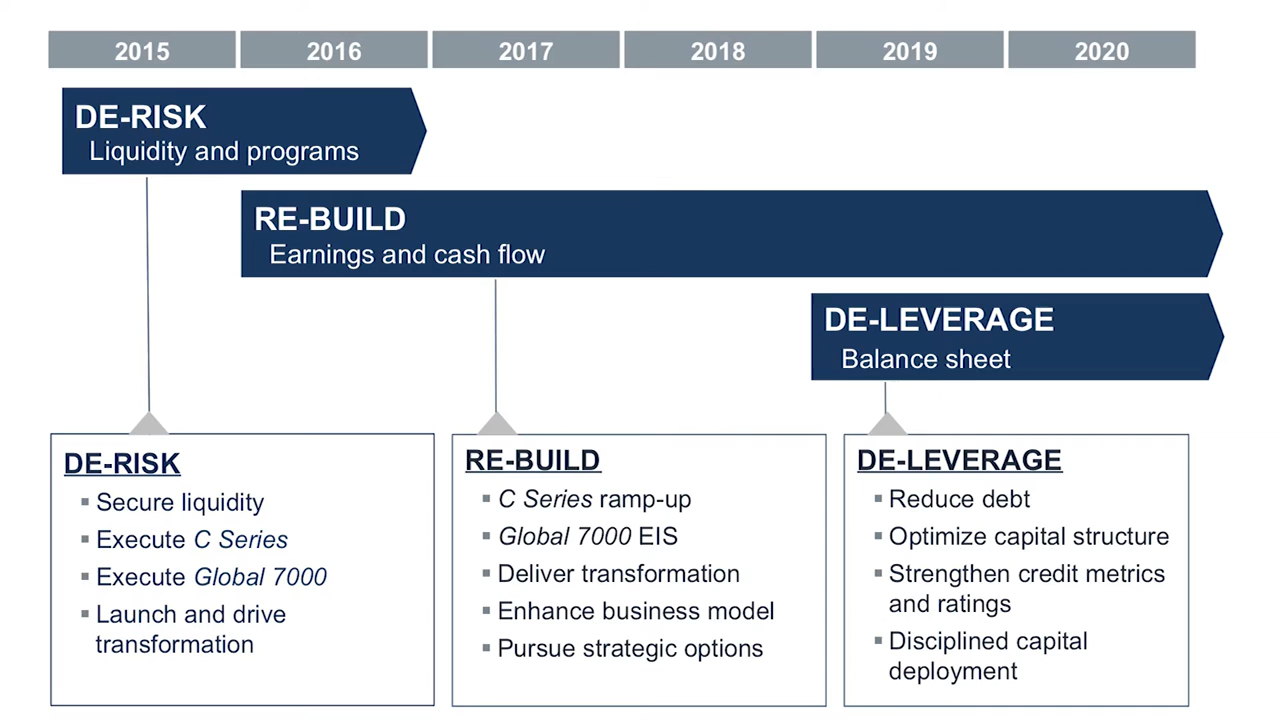 2015 2016 2017 2018 2019 2020
DE-RISK
Liquidity and programs
RE-BUILD
Earnings and cash flow
DE-LEVERAGE
Balance sheet
DE-RISK
▪ Secure liquidity
▪ Execute C Series
▪ Execute Global 7000
▪ Launch and drive
transformation
RE-BUILD
▪ C Series ramp-up
▪ Global 7000 EIS
▪ Deliver transformation
▪ Enhance business model
▪ Pursue strategic options
DE-LEVERAGE
▪ Reduce debt
▪ Optimize capital structure
▪ Strengthen credit metrics
and ratings
▪ Disciplined capital
deployment